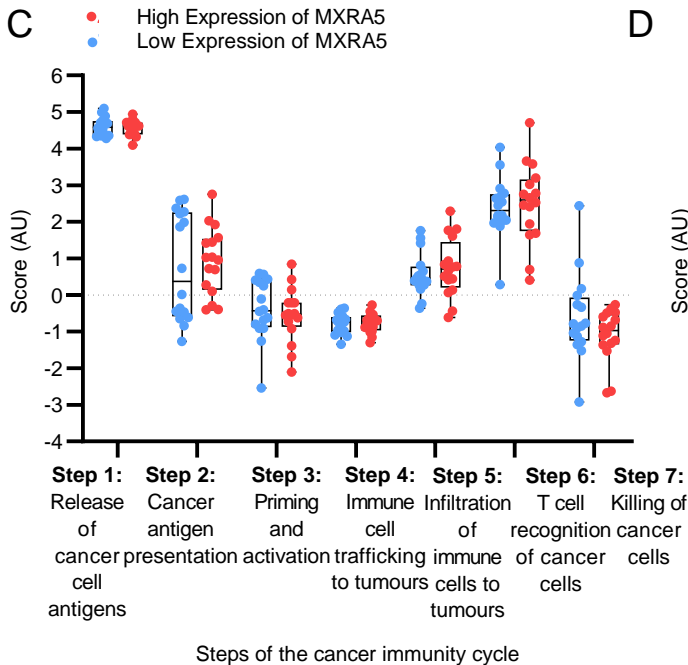 C
High Expression of MXRA5
Low Expression of MXRA5
D
Score (AU)
6
5
4
3
2
1
0
-1
-2
-3
-4
Score (AU)
Step 1: Step 2: Step 3: Step 4: Step 5: Step 6: Step 7:
Release Cancer Priming Immune Infiltration T cell Killing of
of antigen and cell of recognition cancer
cancer presentation activation trafficking immune of cancer cells
cell to tumours cells to cells
antigens tumours
Steps of the cancer immunity cycle